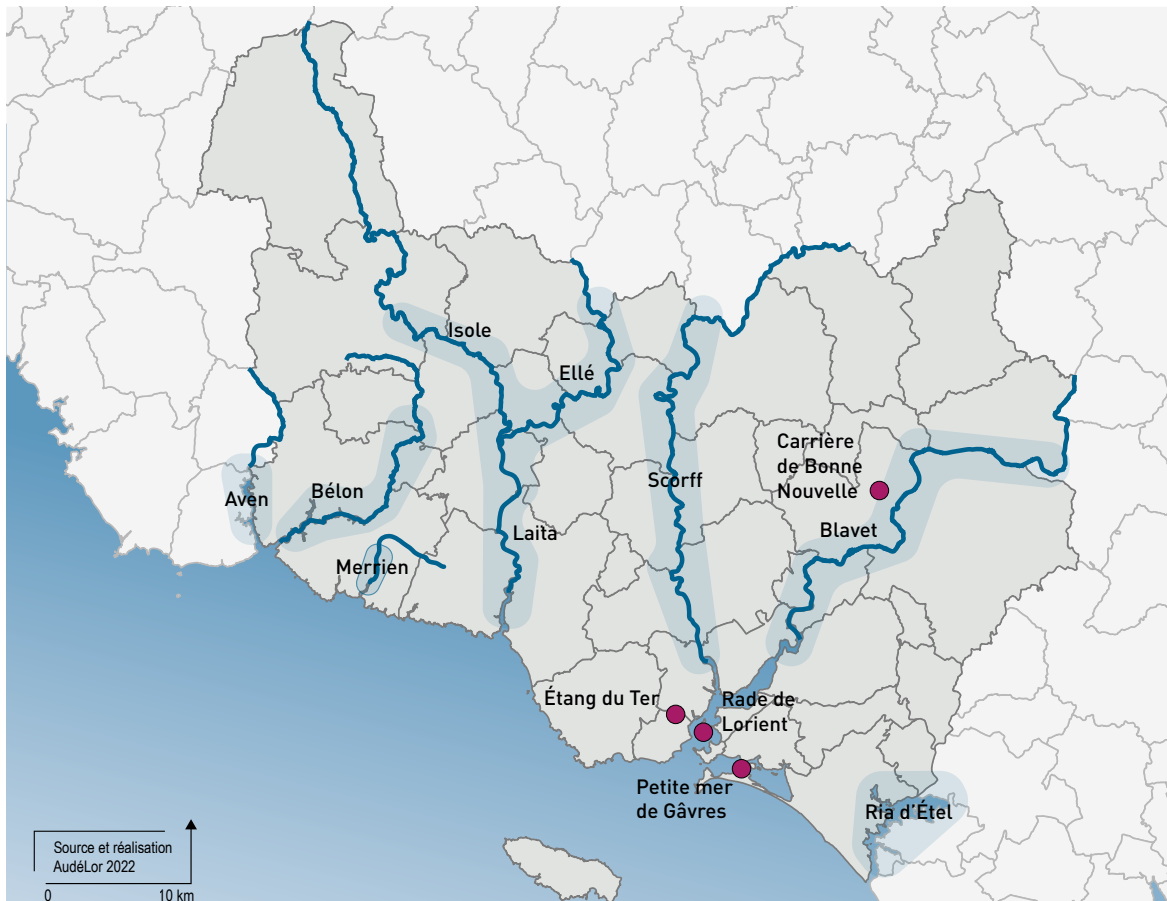 Isole
Ellé
Carrière
de Bonne
Nouvelle
Scorff
Bélon
Aven
Laïta
Blavet
Merrien
Étang du Ter
Rade de
Lorient
Petite mer
de Gâvres
Ria d'Étel
Source et réalisation
AudéLor 2022
0 10 km